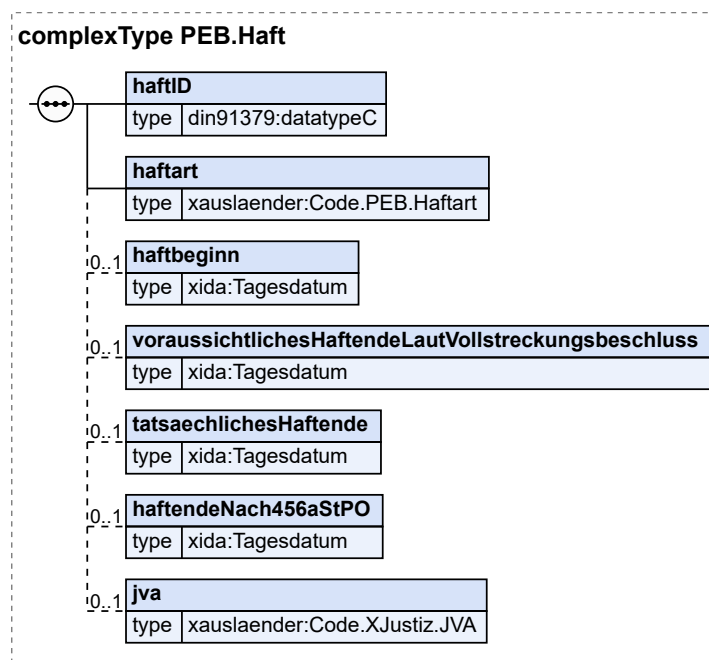 complexType PEB.Haft
haftID
type din91379:datatypeC
haftart
type xauslaender:Code.PEB.Haftart
0..1 haftbeginn
type xida:Tagesdatum
0..1 voraussichtlichesHaftendeLautVollstreckungsbeschluss
type xida:Tagesdatum
0..1 tatsaechlichesHaftende
type xida:Tagesdatum
0..1 haftendeNach456aStPO
type xida:Tagesdatum
0..1 jva
type xauslaender:Code.XJustiz.JVA